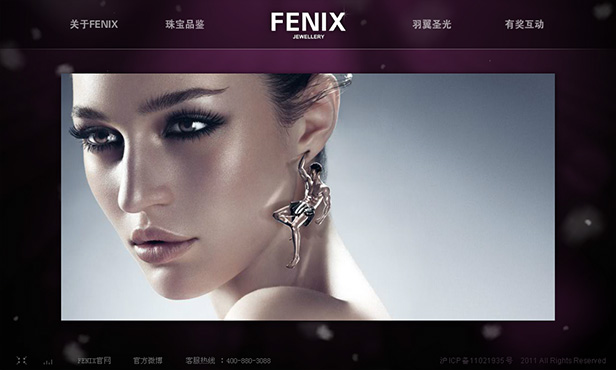 关于FENIX 珠宝品鉴 FENIX 羽翼圣光 有奖互动
JEWELLERY
FENIX官网 官方微博 客服热线：400-880-3088 沪ICP备11021935号 2011 All Rights Reserved